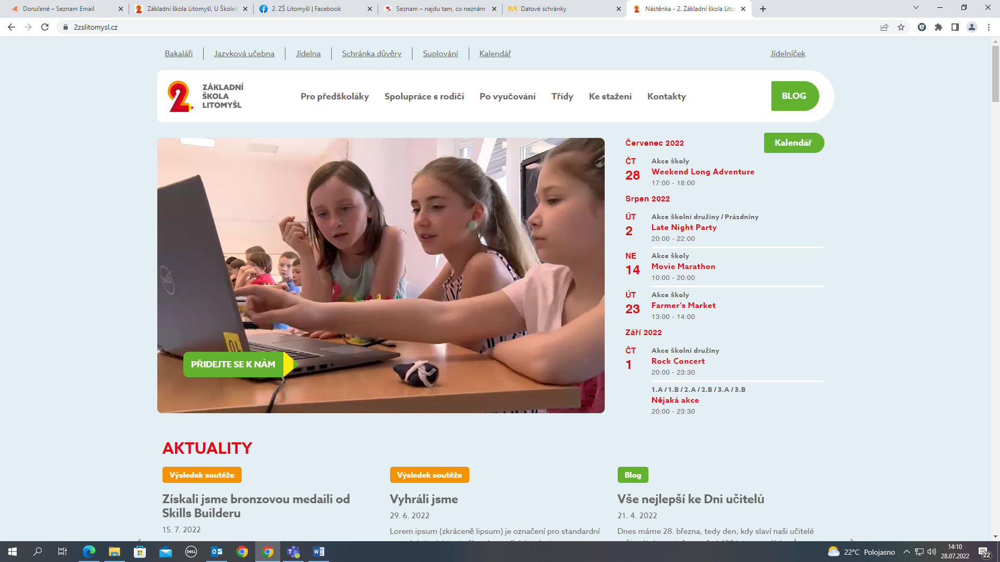 Doručené – Seznam Email
Základní škola Litomyšl, U Školek
2. ZŠ Litomyšl | Facebook
Seznam – najdu tam, co neznám
Datové schránky
Nástěnka - 2. Základní škola Lito
2zslitomysl.cz
Bakaláři
Jazyková učebna
Jídelna
Schránka důvěry
Suplování
Kalendář
Jídelníček
2
ZÁKLADNÍ
ŠKOLA
LITOMYŠL
Pro předškoláky
Spolupráce s rodiči
Po vyučování
Třídy
Ke stažení
Kontakty
BLOG
PŘIDEJTE SE K NÁM
Červenec 2022
Kalendář
ČT
28
Akce školy
Weekend Long Adventure
17:00 - 18:00
Srpen 2022
ÚT
2
Akce školní družiny / Prázdniny
Late Night Party
20:00 - 22:00
NE
14
Akce školy
Movie Marathon
10:00 - 20:00
ÚT
23
Akce školy
Farmer's Market
13:00 - 14:00
Září 2022
ČT
1
Akce školní družiny
Rock Concert
20:00 - 23:30
1.A / 1.B / 2.A / 2.B / 3.A / 3.B
Nějaká akce
20:00 - 23:30
AKTUALITY
Výsledek soutěže
Získali jsme bronzovou medaili od
Skills Builderu
15. 7. 2022
Výsledek soutěže
Vyhráli jsme
29. 6. 2022
Lorem ipsum (zkráceně lipsum) je označení pro standardní
Blog
Vše nejlepší ke Dni učitelů
21. 4. 2022
Dnes máme 28. března, tedy den, kdy slaví naši učitelé
DELL
22°C Polojasno
14:10
28.07.2022
22